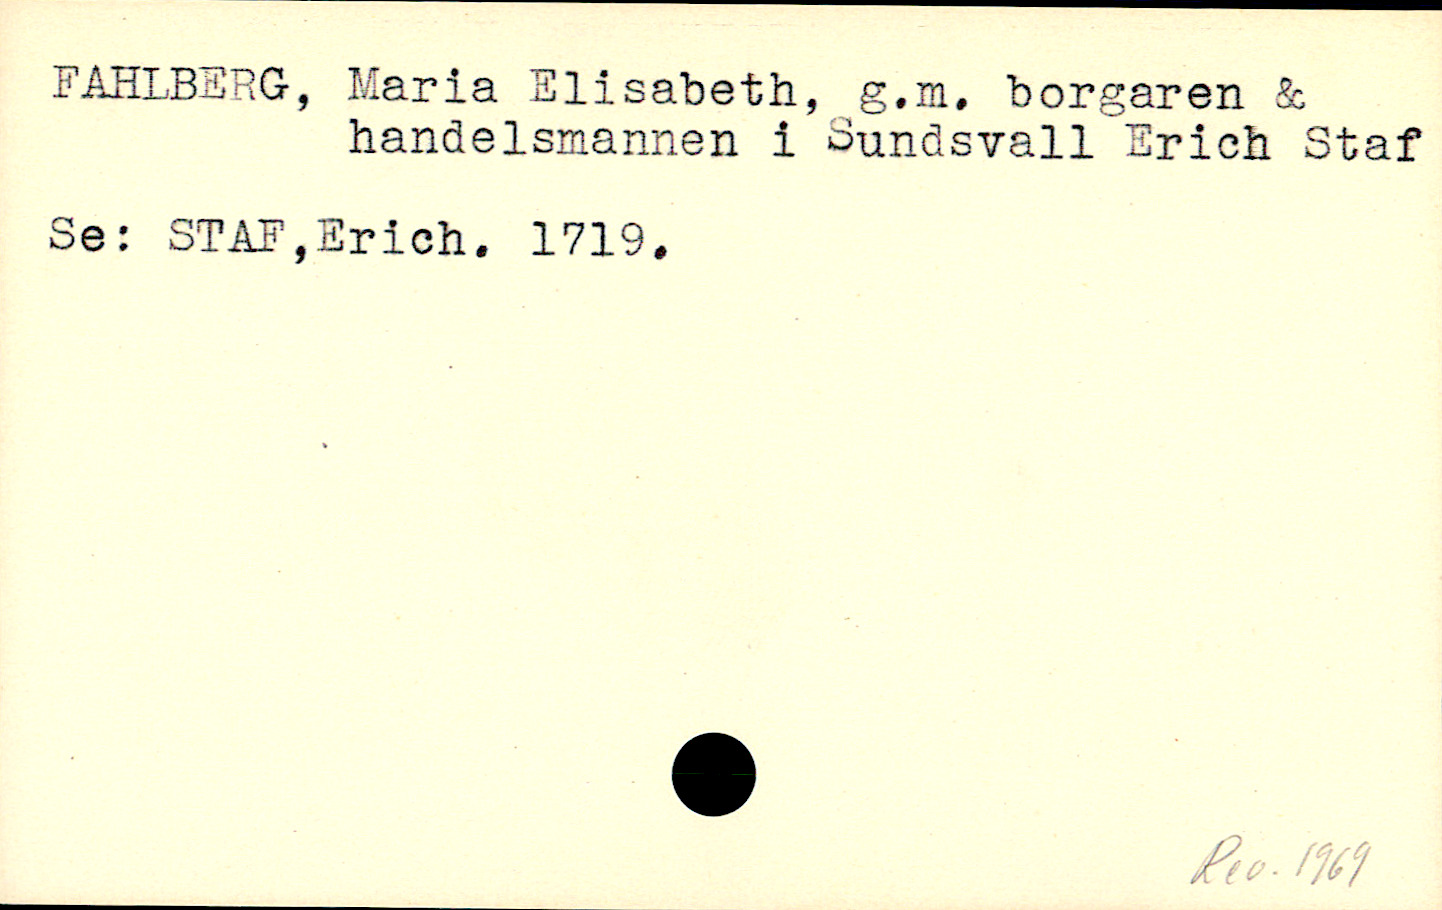 FAHLBERG, Maria Elisabeth, g.m. borgaren &
handelsmannen i Sundsvall Erich Staf
Se: STAF,Erich. 1719.
Rev. 1969